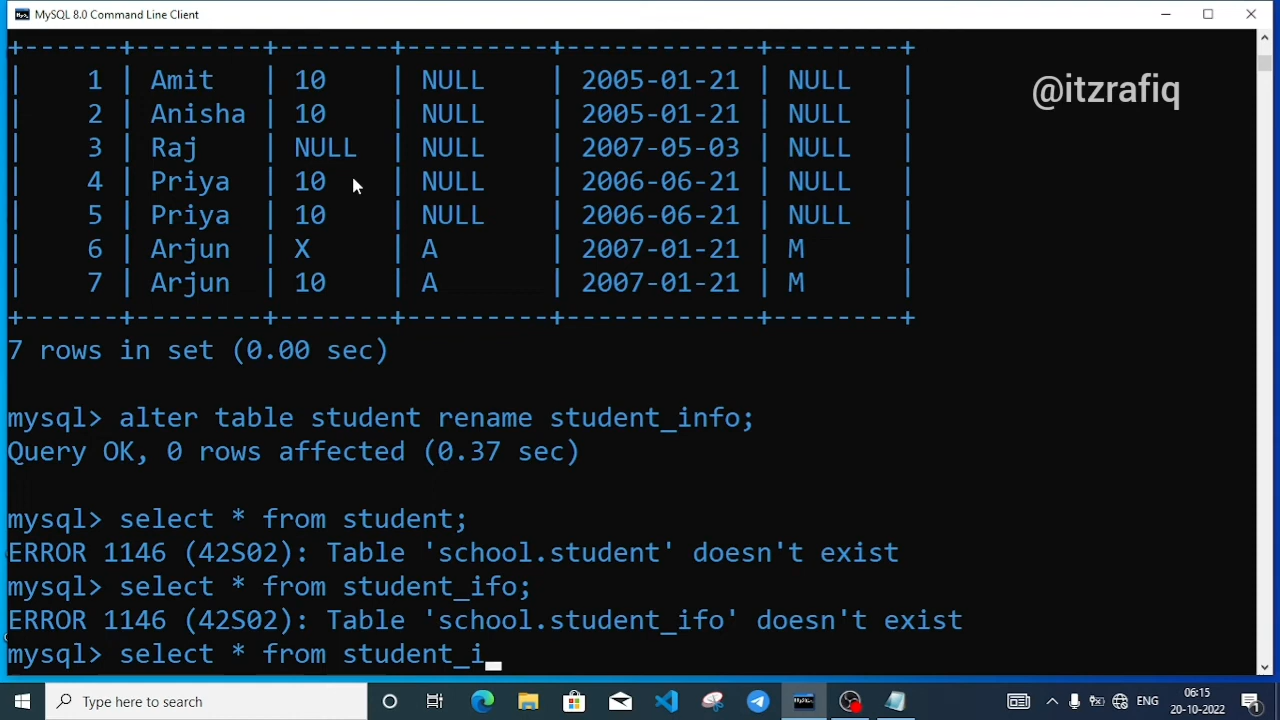 MySQL 8.0 Command Line Client
+------+--------+-------+---------+------------+--------+
|    1 | Amit   | 10    | NULL    | 2005-01-21 | NULL   |
|    2 | Anisha | 10    | NULL    | 2005-01-21 | NULL   |
|    3 | Raj    | NULL  | NULL    | 2007-05-03 | NULL   |
|    4 | Priya  | 10    | NULL    | 2006-06-21 | NULL   |
|    5 | Priya  | 10    | NULL    | 2006-06-21 | NULL   |
|    6 | Arjun  | X     | A       | 2007-01-21 | M      |
|    7 | Arjun  | 10    | A       | 2007-01-21 | M      |
+------+--------+-------+---------+------------+--------+
@itzrafiq
7 rows in set (0.00 sec)
mysql> alter table student rename student_info;
Query OK, 0 rows affected (0.37 sec)
mysql> select * from student;
ERROR 1146 (42S02): Table 'school.student' doesn't exist
mysql> select * from student_ifo;
ERROR 1146 (42S02): Table 'school.student_ifo' doesn't exist
mysql> select * from student_i
Type here to search
ENG
06:15
20-10-2022
1